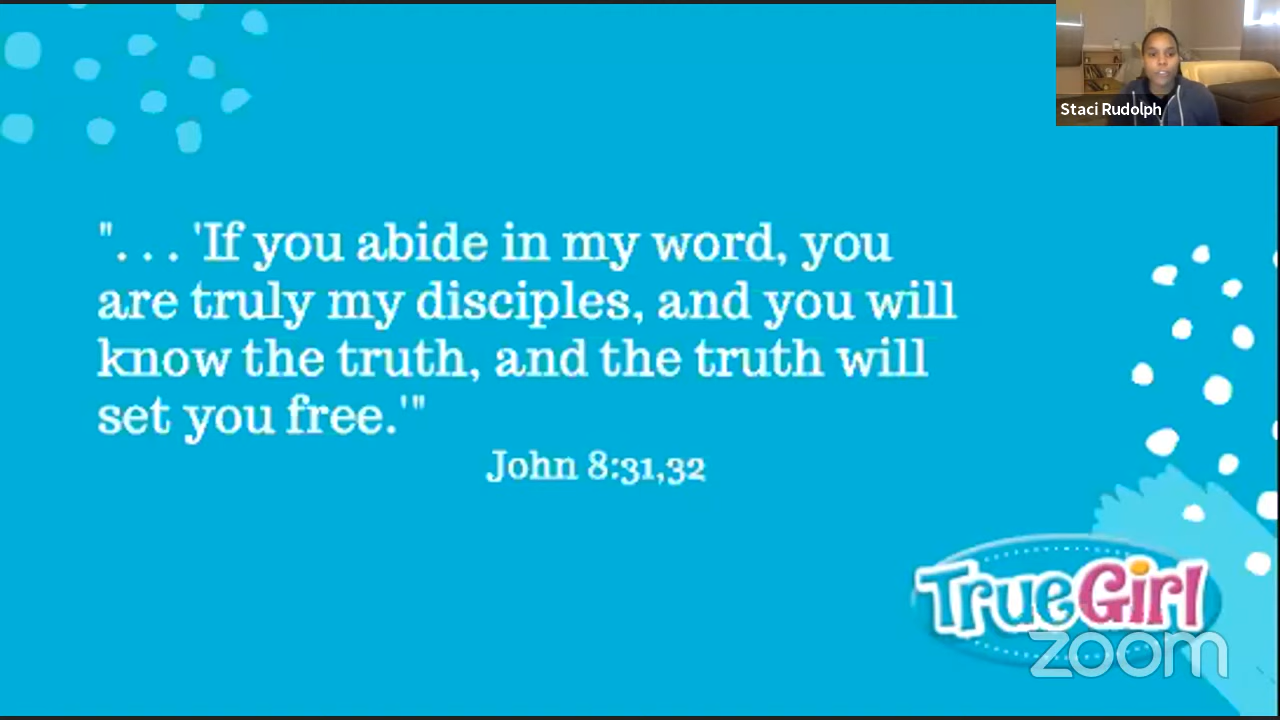 Staci Rudolph
". . . 'If you abide in my word, you
are truly my disciples, and you will
know the truth, and the truth will
set you free.'"
John 8:31,32
TrueGirl
zoom